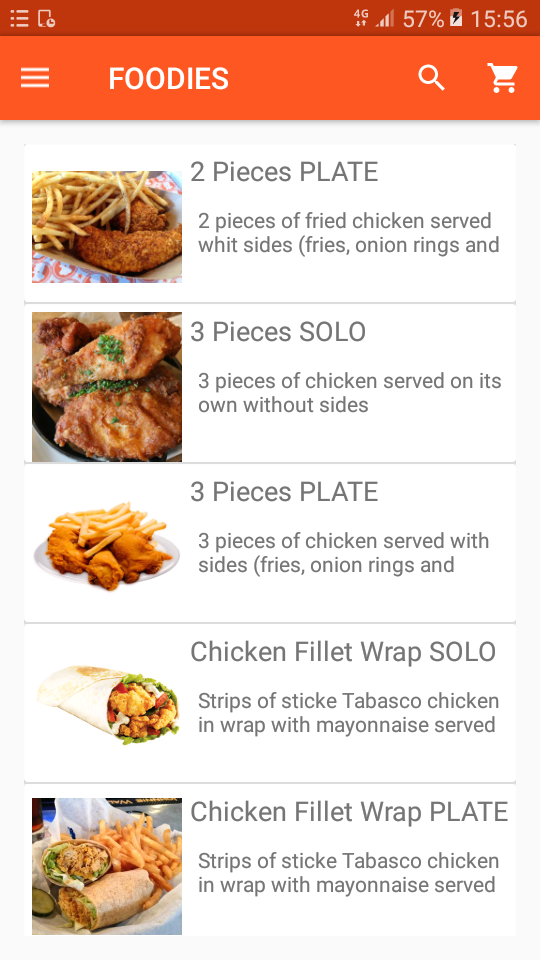 4G 57% 15:56
FOODIES
2 Pieces PLATE
2 pieces of fried chicken served
whit sides (fries, onion rings and
3 Pieces SOLO
3 pieces of chicken served on its
own without sides
3 Pieces PLATE
3 pieces of chicken served with
sides (fries, onion rings and
Chicken Fillet Wrap SOLO
Strips of sticke Tabasco chicken
in wrap with mayonnaise served
Chicken Fillet Wrap PLATE
Strips of sticke Tabasco chicken
in wrap with mayonnaise served